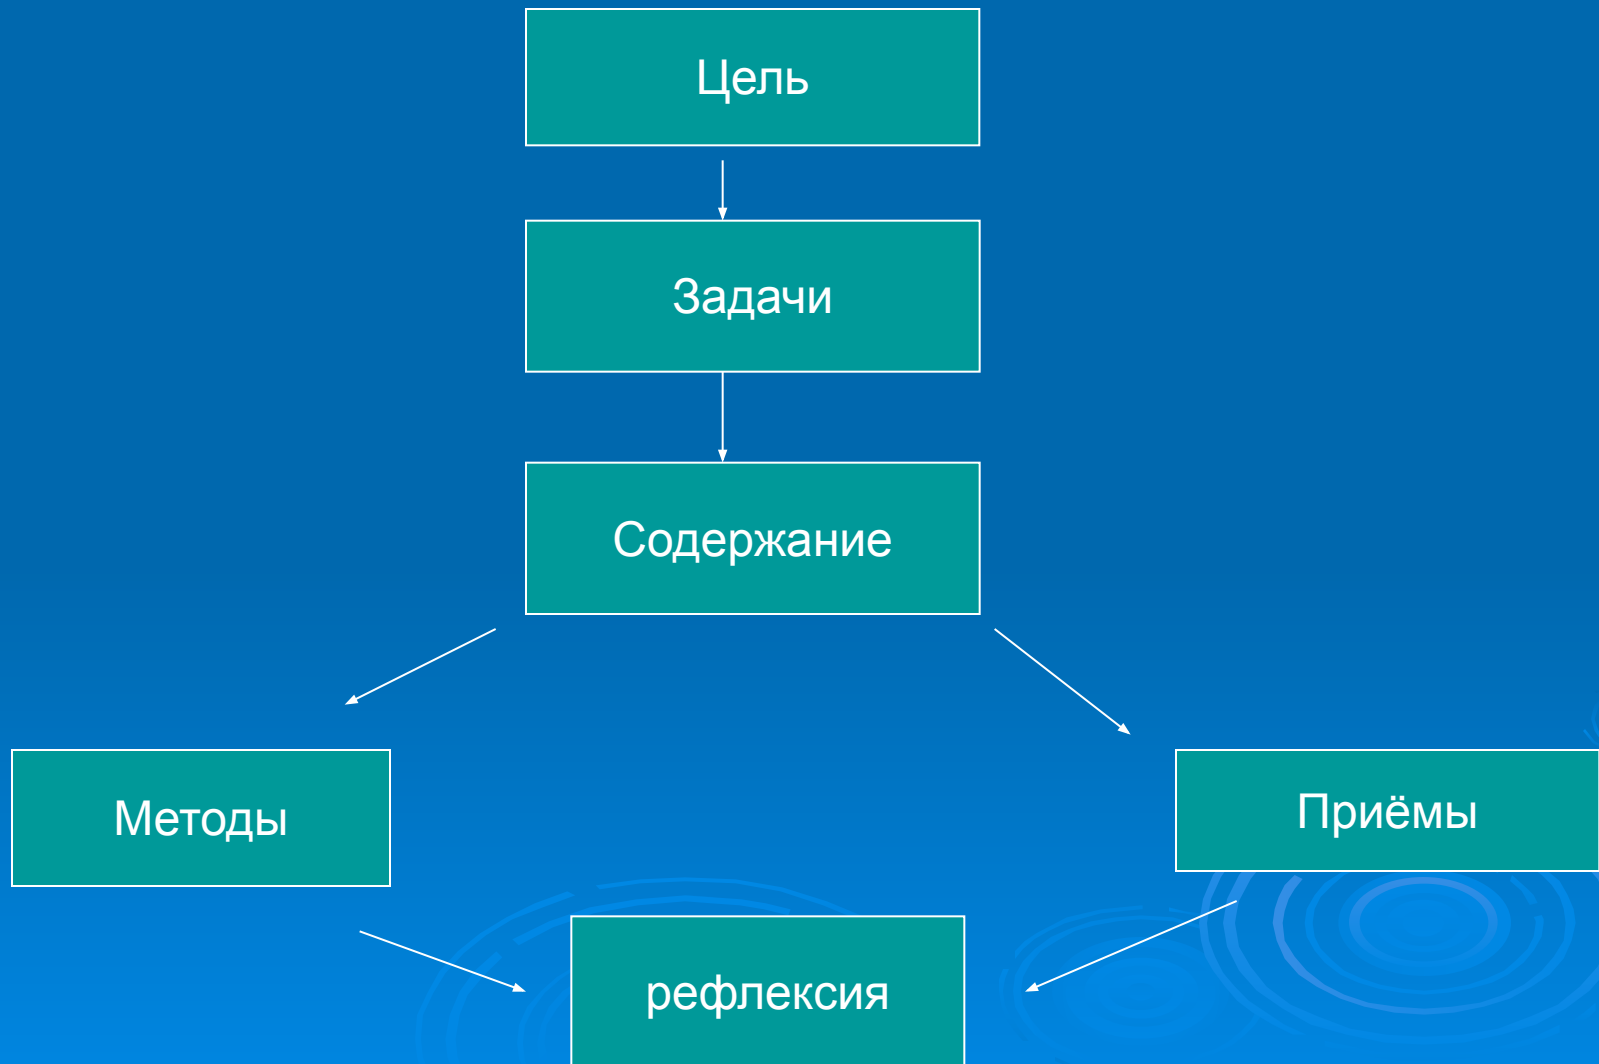 Цель
Задачи
Содержание
Методы
Приёмы
рефлексия